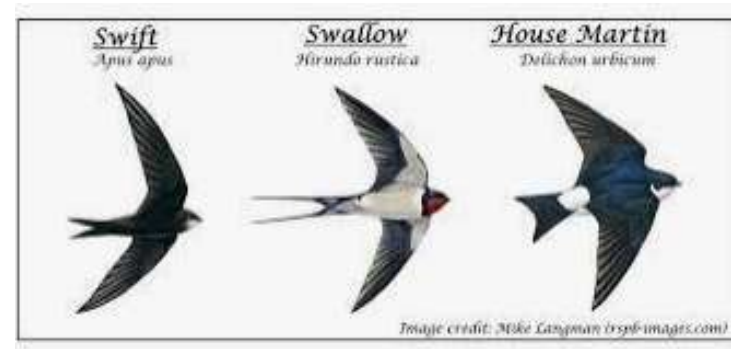 Swift
Apus apus
Swallow
Hirundo rustica
House Martin
Delichon urbicum
Image credit: Mike Langman (rspb-images.com)